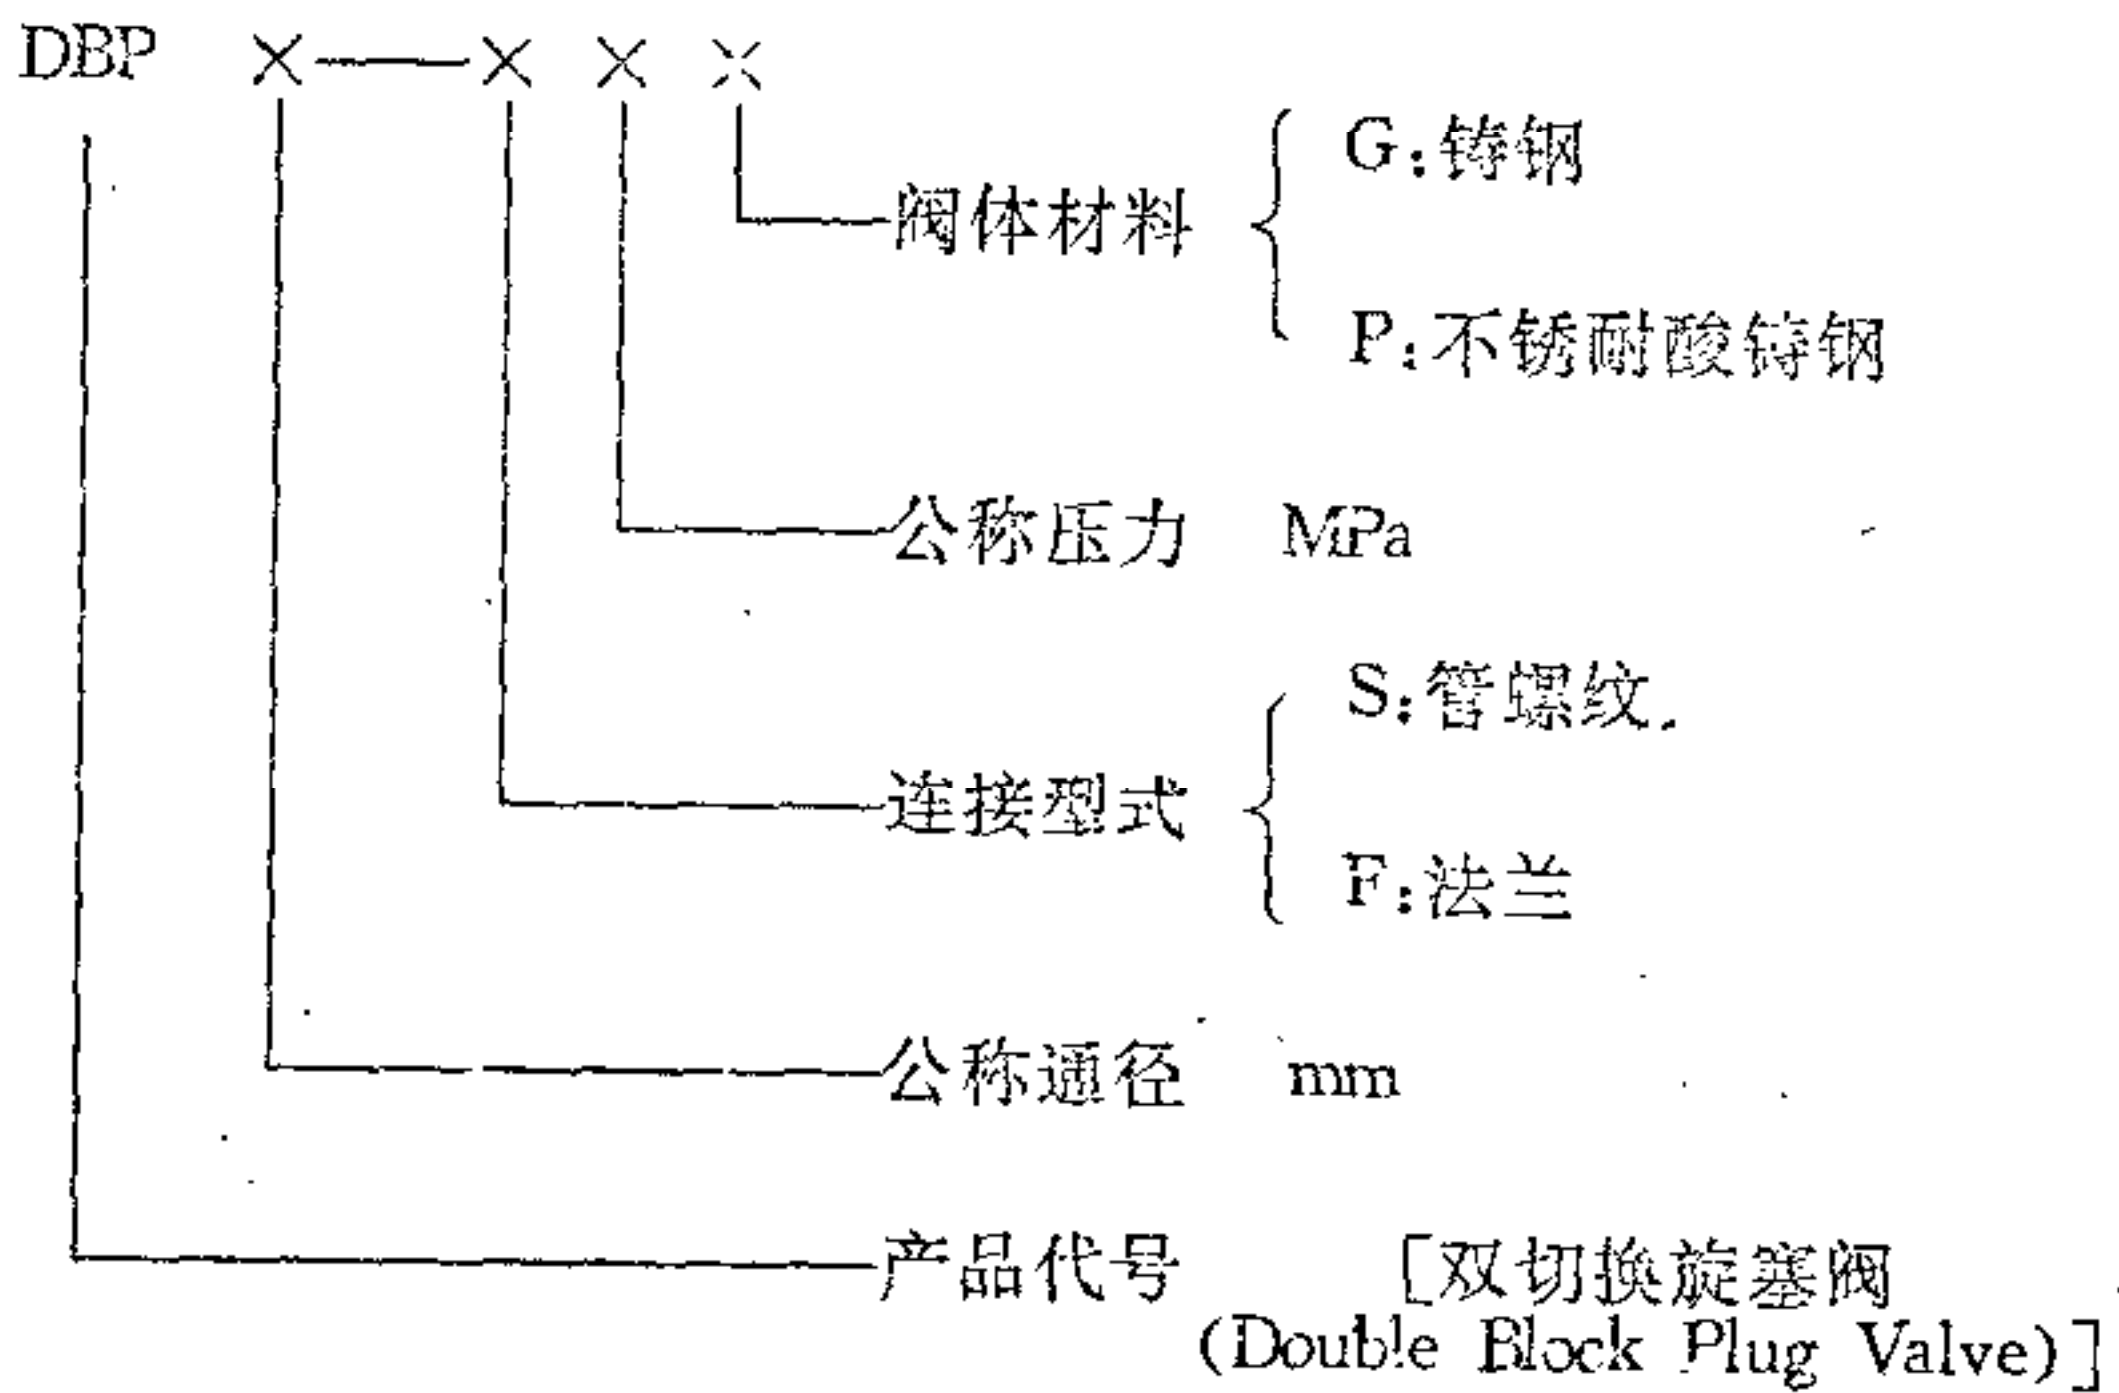 DBP ×—× × ×
G:铸钢
阀体材料
P:不锈耐酸铸钢
公称压力 MPa
S:管螺纹.
连接型式
F:法兰
公称通径 mm
产品代号 [双切换旋塞阀
(Double Block Plug Valve)]